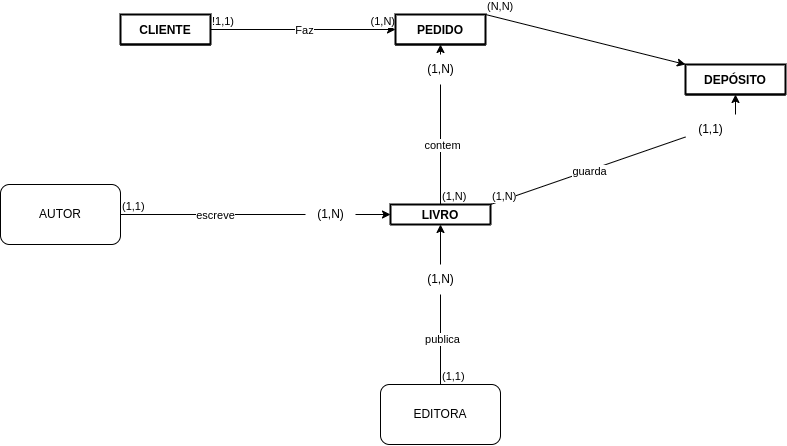 (N,N)
CLIENTE
!1,1)
Faz
(1,N)
PEDIDO
(1,N)
DEPÓSITO
(1,1)
contem
guarda
(1,N)
(1,N)
AUTOR
(1,1)
escreve
(1,N)
LIVRO
(1,N)
publica
(1,1)
EDITORA